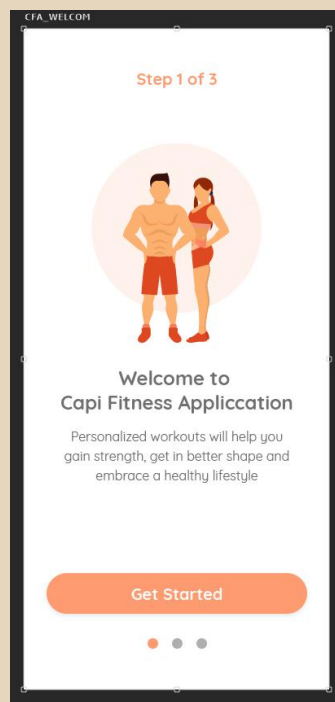 CFA_WELCOM
Step 1 of 3
Welcome to
Capi Fitness Appliccation
Personalized workouts will help you
gain strength, get in better shape and
embrace a healthy lifestyle
Get Started